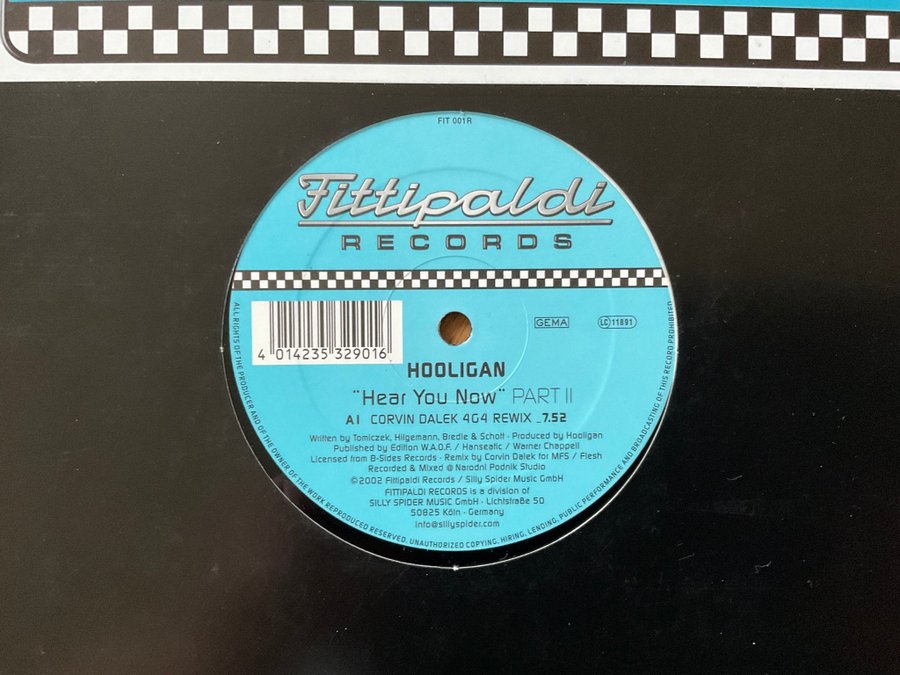 FIT 001R
Fittipaldi
RECORDS
GEMA
LC 11891
4 014235 329016
HOOLIGAN
"Hear You Now" PART II
A1 CORVIN DALEK 4G4 REMIX _7.52
Written by Tomiczek, Hilgemann, Bredle & Schott · Produced by Hooligan
Published by Edition W.A.O.F. / Hanseatic / Warner Chappell
Licensed from B-Sides Records · Remix by Corvin Dalek for MFS / Flesh
Recorded & Mixed @ Narodni Podnik Studio
©2002 Fittipaldi Records / Silly Spider Music GmbH
FITTIPALDI RECORDS is a division of
SILLY SPIDER MUSIC GmbH · Lichtstraße 50
50825 Köln · Germany
info@sillyspider.com
ALL RIGHTS OF THE PRODUCER AND OF THE OWNER OF THE WORK REPRODUCED RESERVED. UNAUTHORIZED COPYING, HIRING, LENDING, PUBLIC PERFORMANCE AND BROADCASTING OF THIS RECORD PROHIBITED